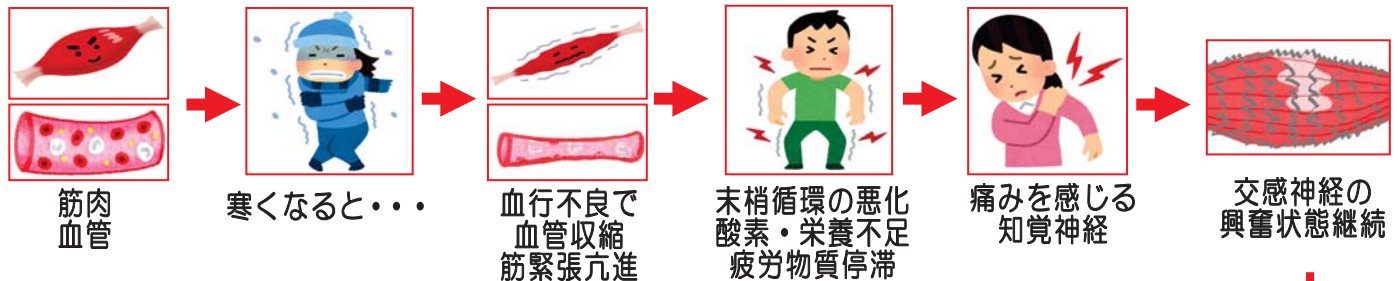 筋肉
血管
寒くなると・・・
血行不良で
血管収縮
筋緊張亢進
末梢循環の悪化
酸素・栄養不足
疲労物質停滞
痛みを感じる
知覚神経
交感神経の
興奮状態継続